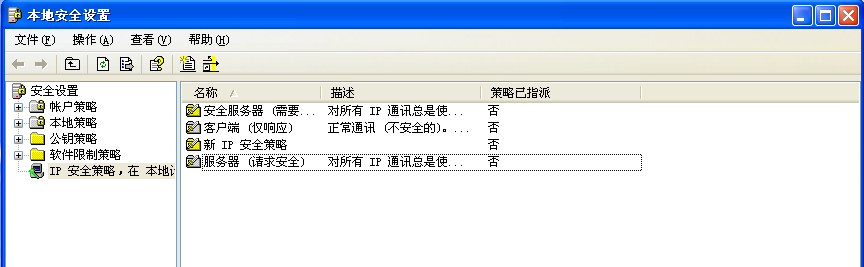 本地安全设置
文件(F) 操作(A) 查看(V) 帮助(H)
安全设置
帐户策略
本地策略
公钥策略
软件限制策略
IP 安全策略，在 本地
名称 描述 策略已指派
安全服务器 (需要... 对所有 IP 通讯总是使... 否
客户端 (仅响应) 正常通讯 (不安全的)。... 否
新 IP 安全策略 否
服务器 (请求安全) 对所有 IP 通讯总是使... 否